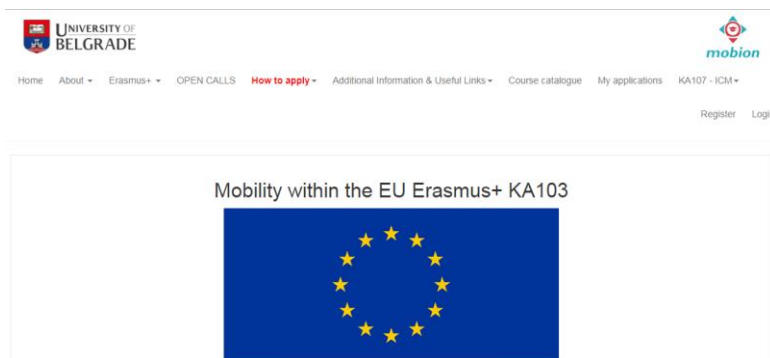 UNIVERSITY OF
BELGRADE
mobion
Home About Erasmus+ OPEN CALLS How to apply Additional Information & Useful Links Course catalogue My applications KA107 - ICM
Register Logi
Mobility within the EU Erasmus+ KA103